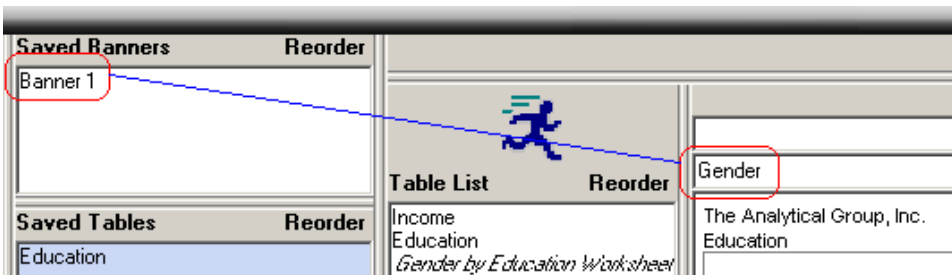 Saved Banners Reorder
Banner 1
Table List Reorder
Income
Education
Gender by Education Worksheet
Saved Tables Reorder
Education
Gender
The Analytical Group, Inc.
Education